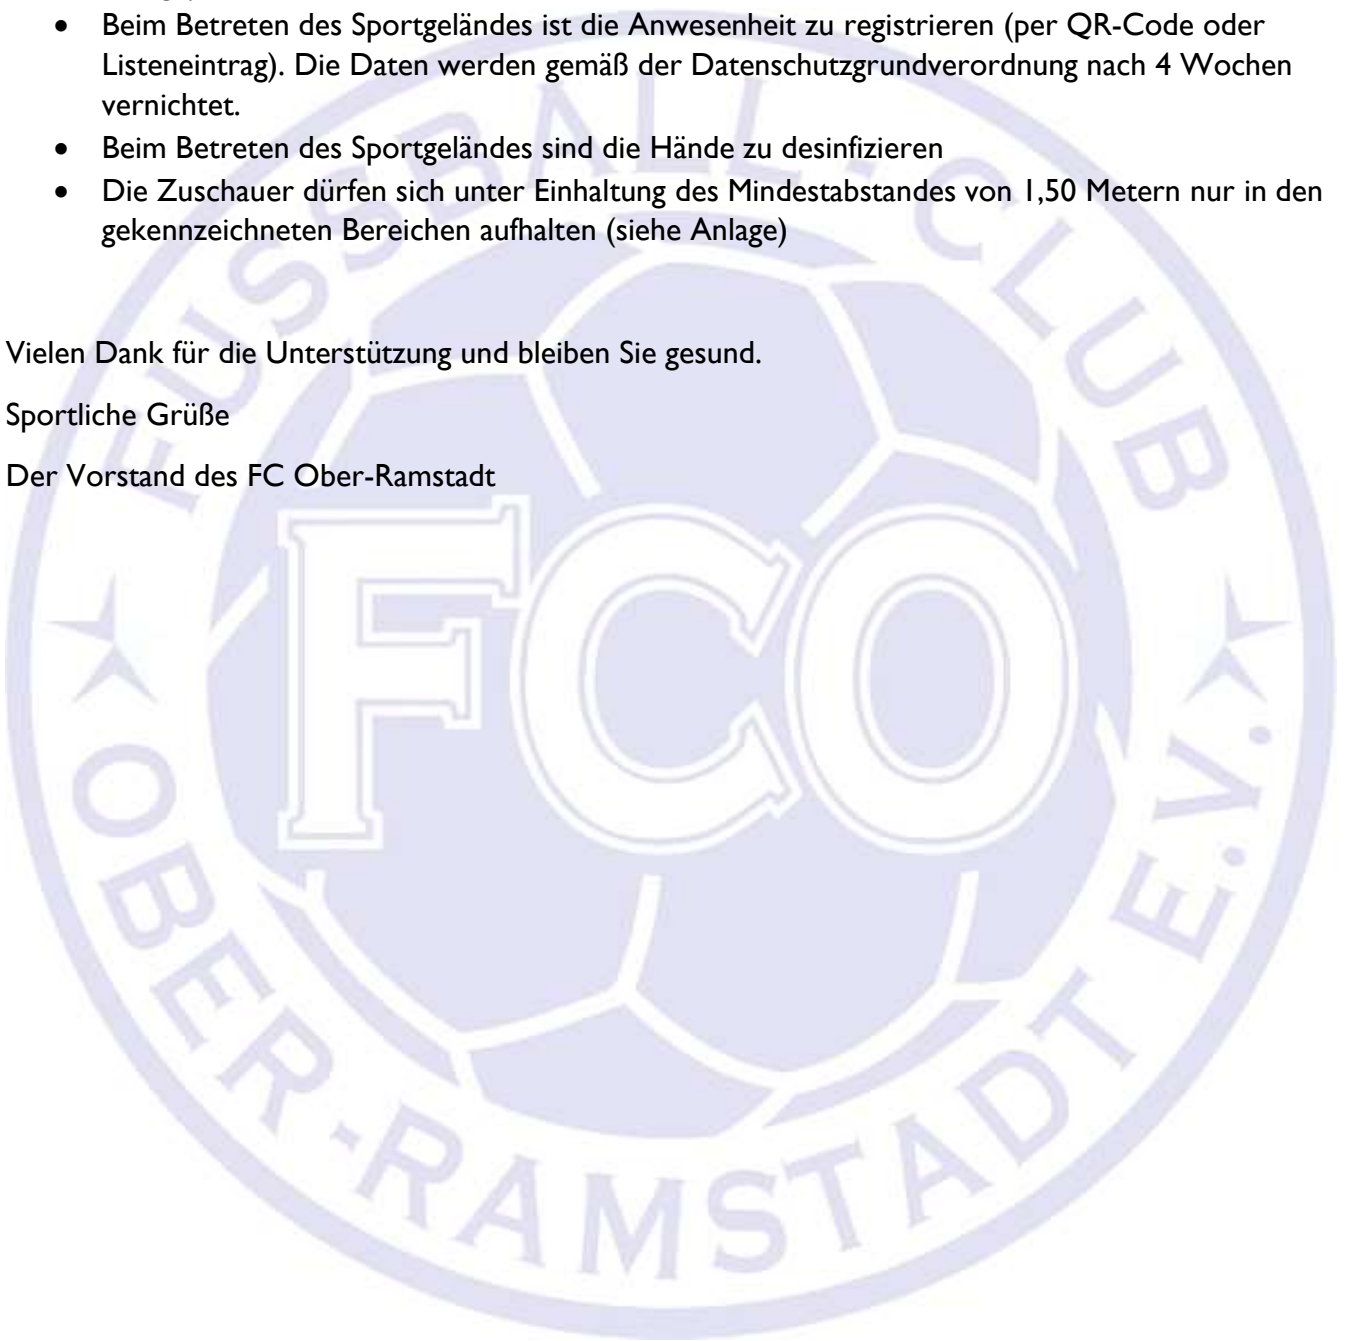 • Beim Betreten des Sportgeländes ist die Anwesenheit zu registrieren (per QR-Code oder
Listeneintrag). Die Daten werden gemäß der Datenschutzgrundverordnung nach 4 Wochen
vernichtet.
• Beim Betreten des Sportgeländes sind die Hände zu desinfizieren
• Die Zuschauer dürfen sich unter Einhaltung des Mindestabstandes von 1,50 Metern nur in den
gekennzeichneten Bereichen aufhalten (siehe Anlage)
Vielen Dank für die Unterstützung und bleiben Sie gesund.
Sportliche Grüße
Der Vorstand des FC Ober-Ramstadt
FUSSBALL-CLUB
FCO
OBER-RAMSTADT E.V.